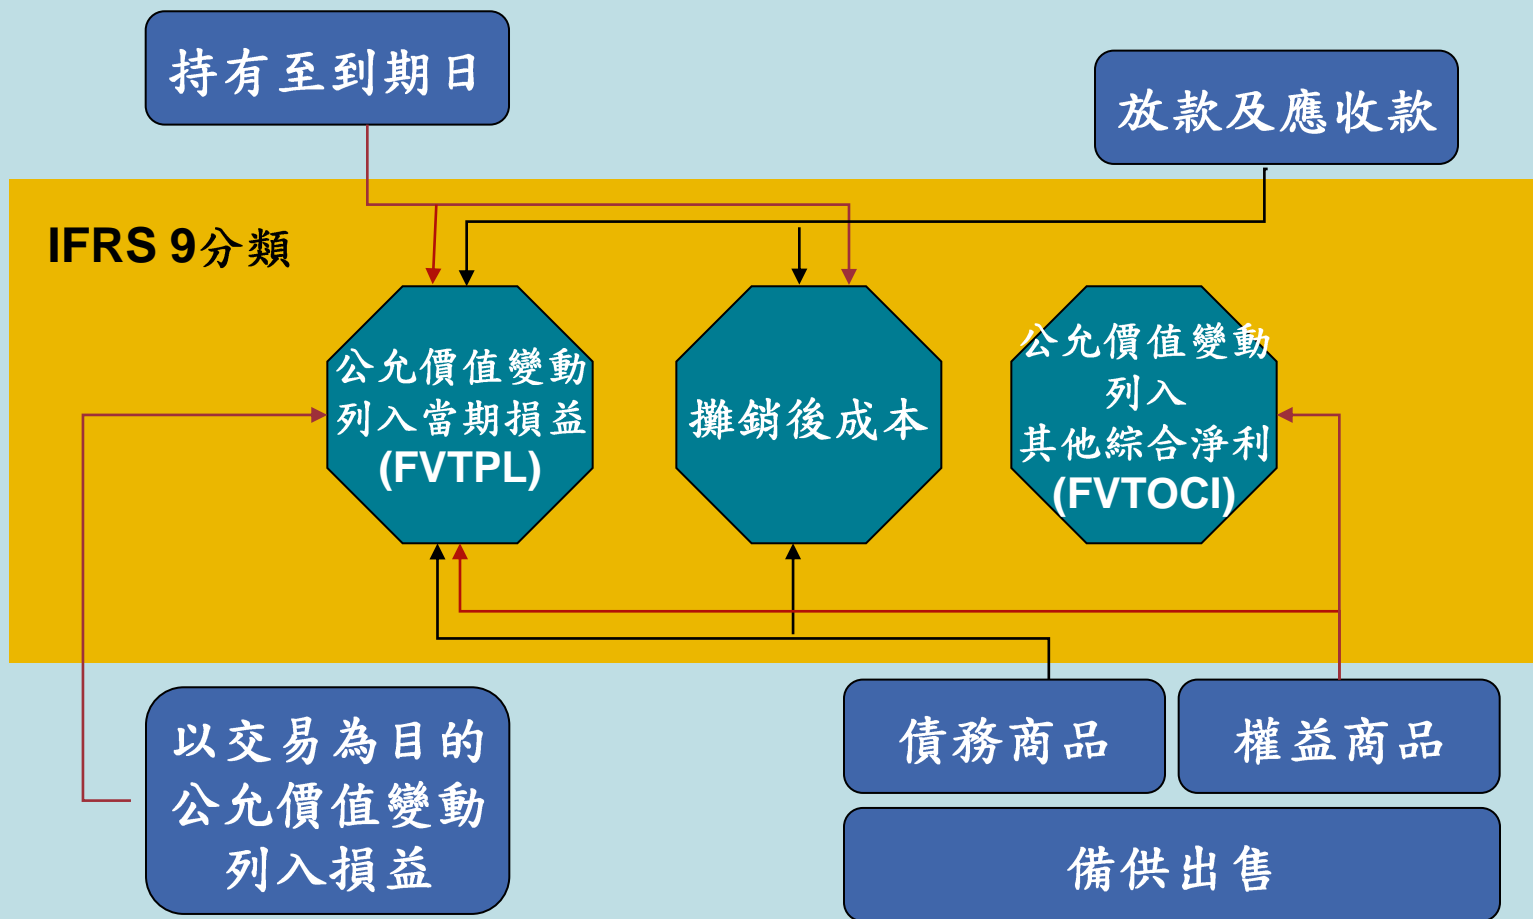 持有至到期日
放款及應收款
IFRS 9分類
公允價值變動
列入當期損益
(FVTPL)
攤銷後成本
公允價值變動
列入
其他綜合淨利
(FVTOCI)
以交易為目的
公允價值變動
列入損益
債務商品
權益商品
備供出售